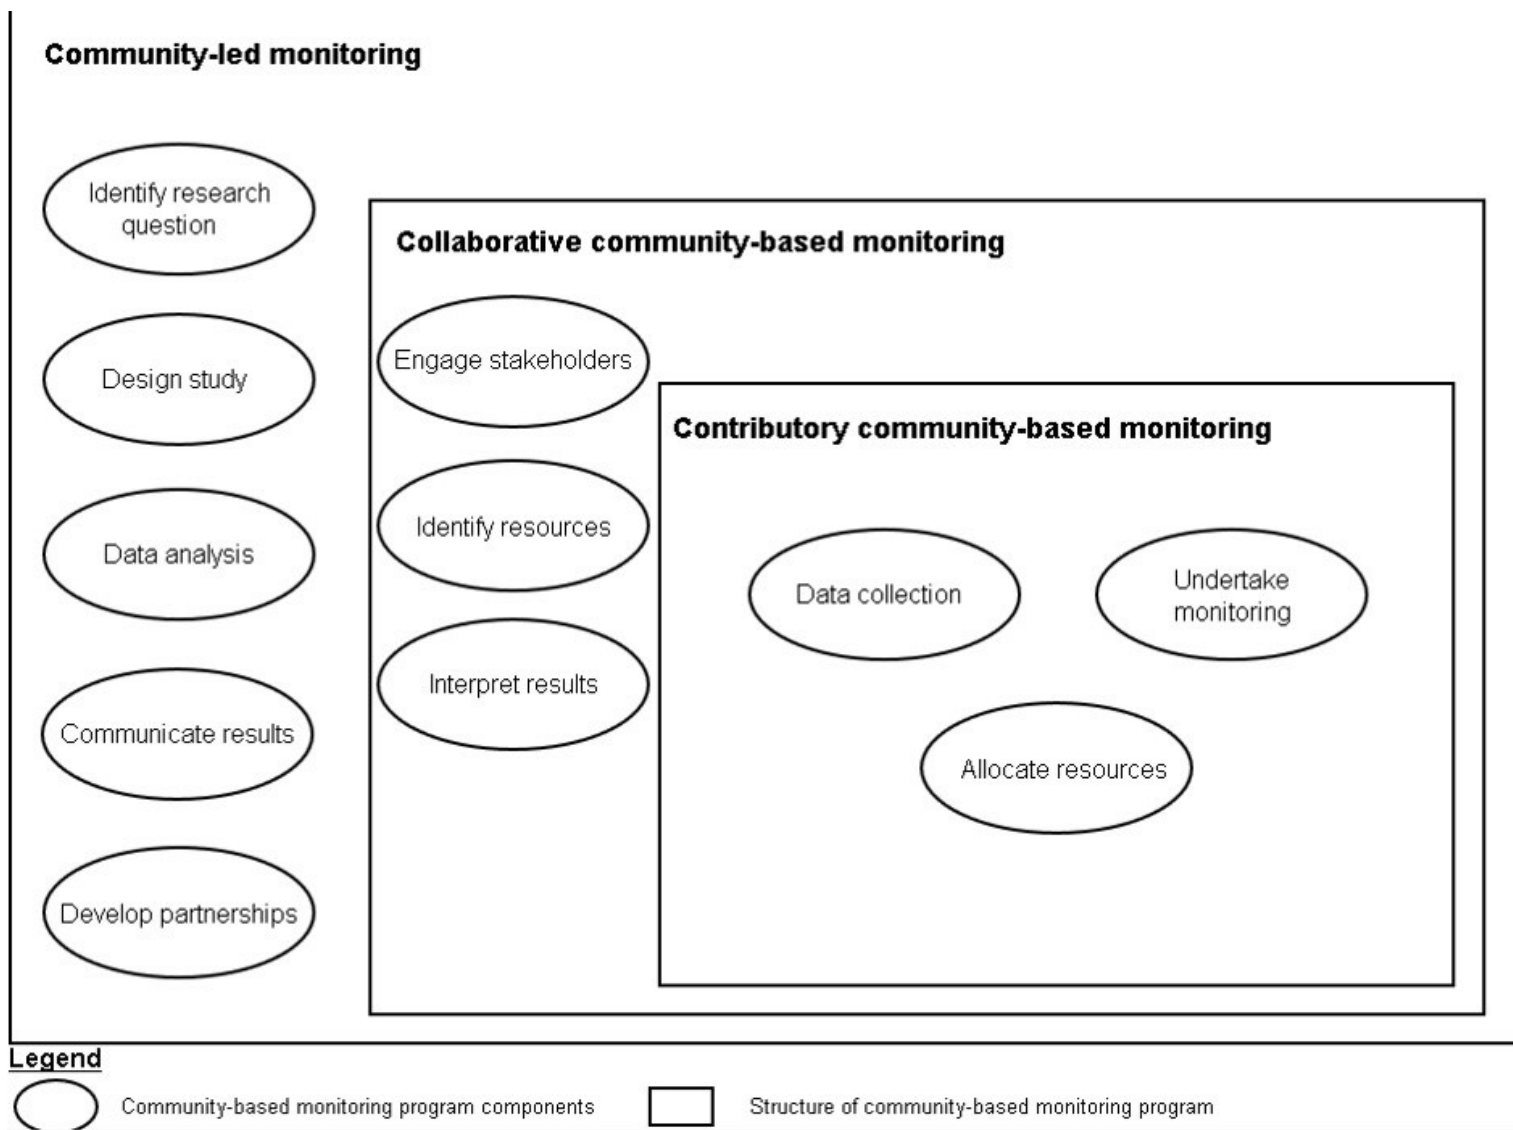 Community-led monitoring
Identify research
question
Design study
Data analysis
Communicate results
Develop partnerships
Collaborative community-based monitoring
Engage stakeholders
Identify resources
Interpret results
Contributory community-based monitoring
Data collection
Undertake
monitoring
Allocate resources
Legend
Community-based monitoring program components
Structure of community-based monitoring program